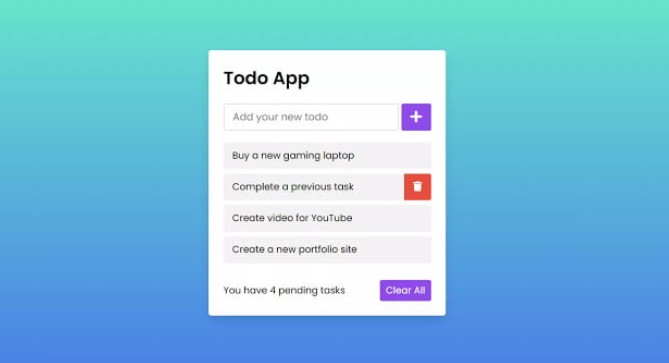 Todo App
Add your new todo
Buy a new gaming laptop
Complete a previous task
Create video for YouTube
Create a new portfolio site
You have 4 pending tasks Clear All